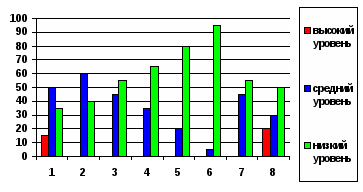 100
90
80
70
60
50
40
30
20
10
0
1 2 3 4 5 6 7 8
высокий
уровень
средний
уровень
низкий
уровень